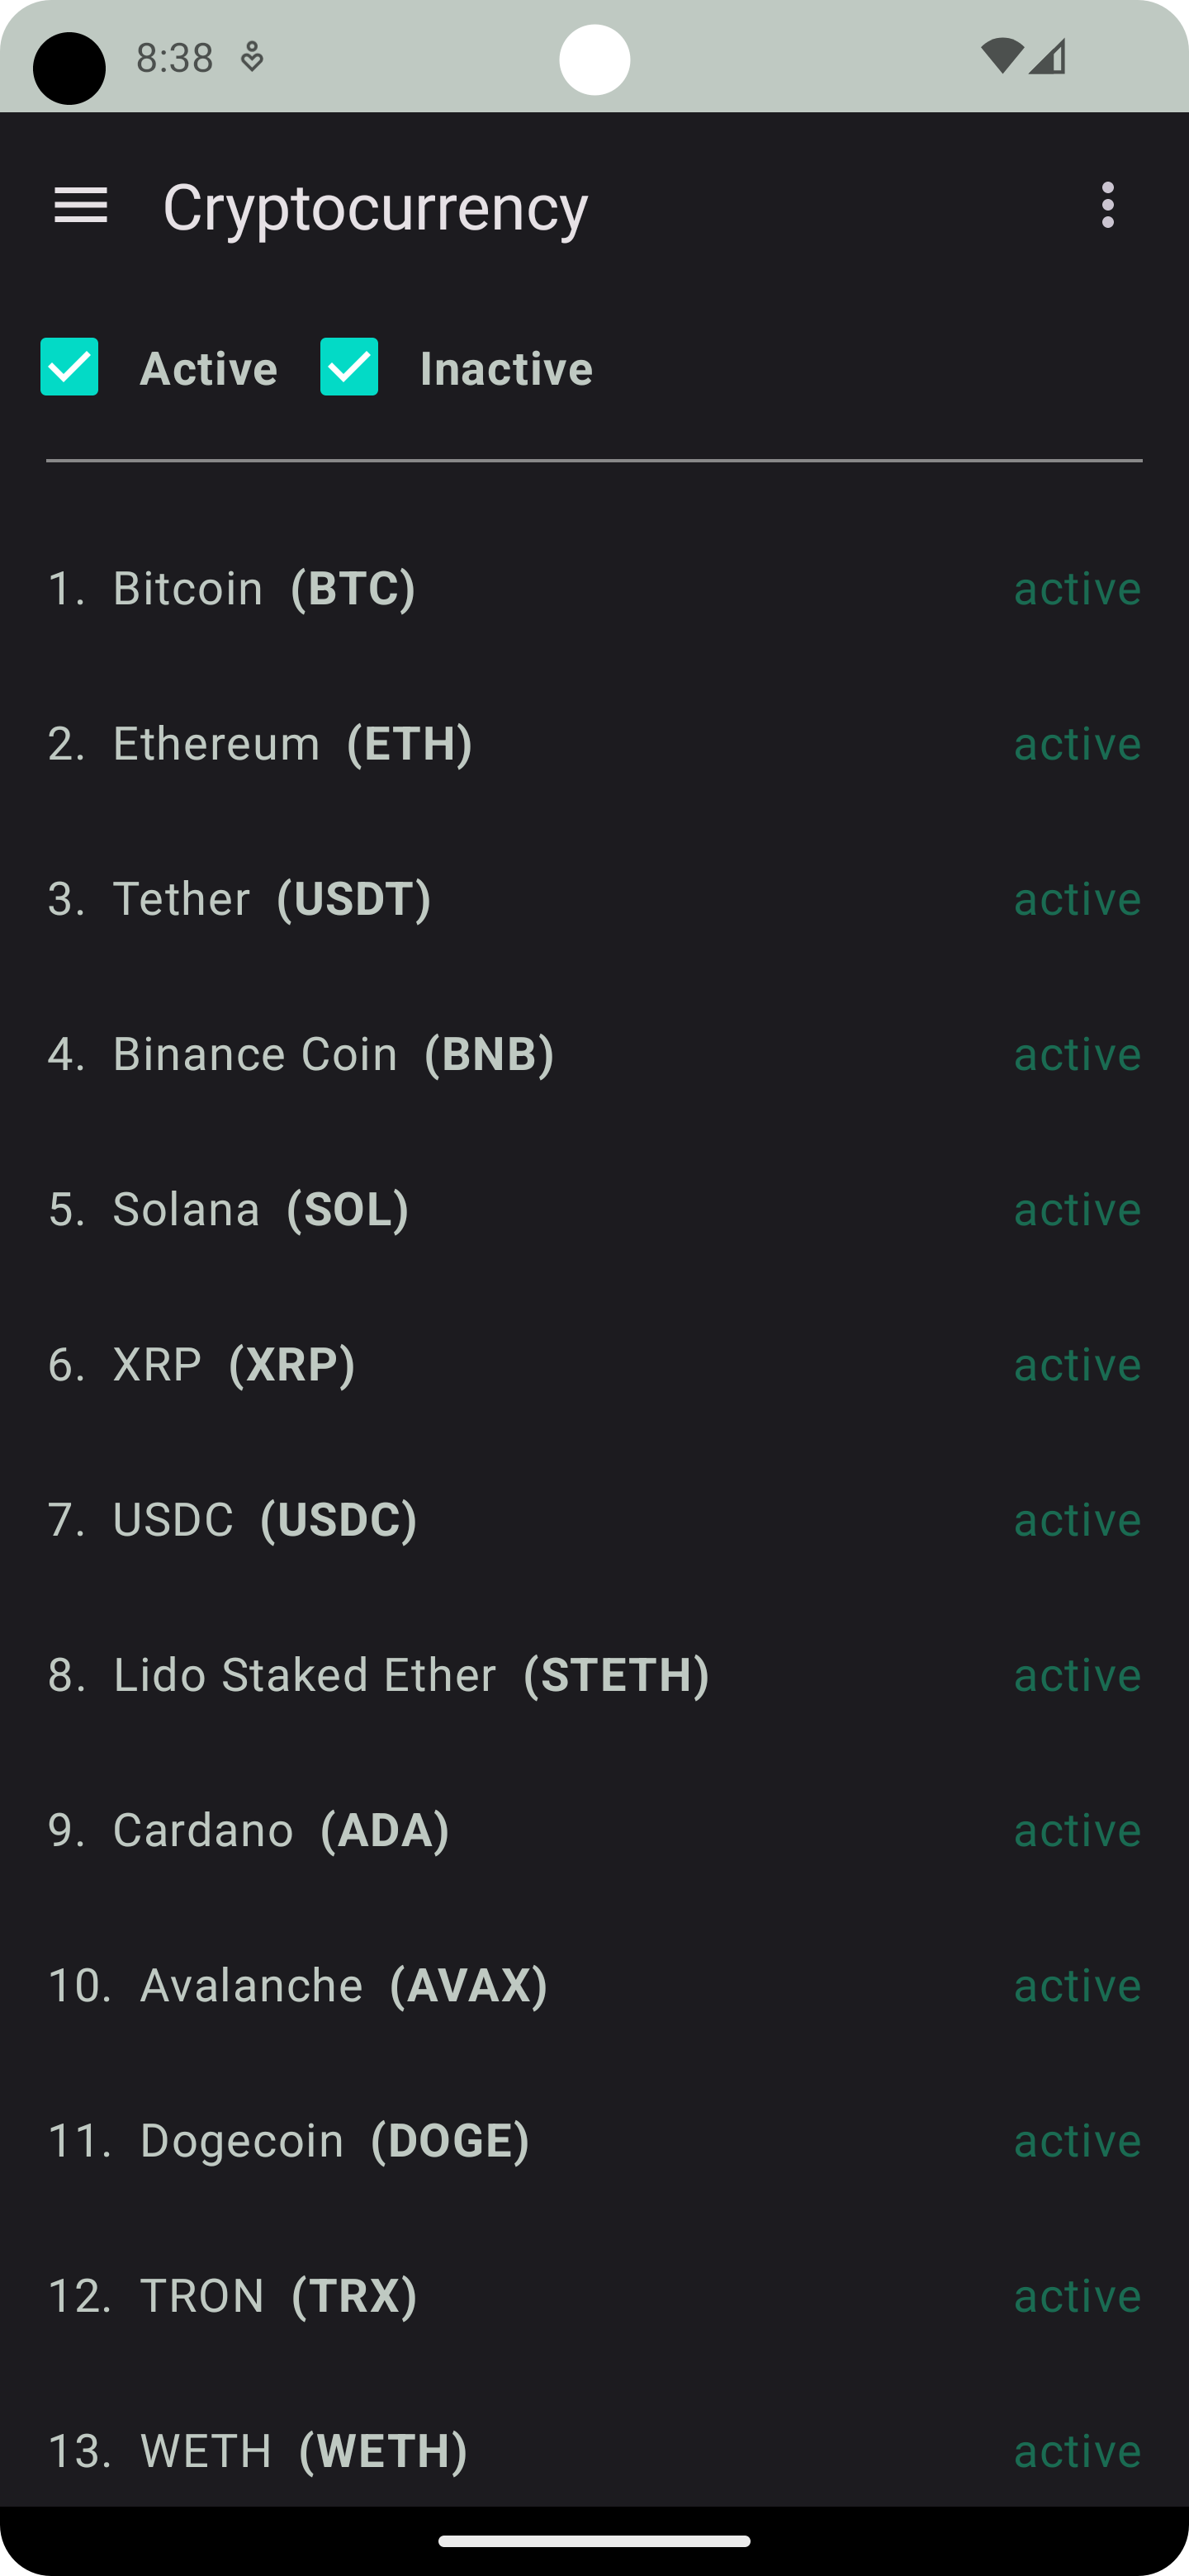 8:38
Cryptocurrency
Active Inactive
1. Bitcoin (BTC) active
2. Ethereum (ETH) active
3. Tether (USDT) active
4. Binance Coin (BNB) active
5. Solana (SOL) active
6. XRP (XRP) active
7. USDC (USDC) active
8. Lido Staked Ether (STETH) active
9. Cardano (ADA) active
10. Avalanche (AVAX) active
11. Dogecoin (DOGE) active
12. TRON (TRX) active
13. WETH (WETH) active